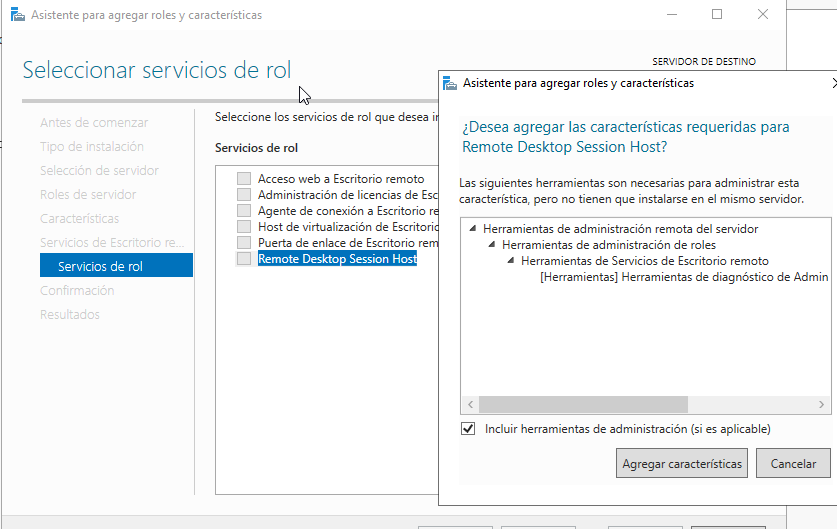 Asistente para agregar roles y características
Seleccionar servicios de rol
SERVIDOR DE DESTINO
Antes de comenzar
Tipo de instalación
Selección de servidor
Roles de servidor
Características
Servicios de Escritorio re...
Servicios de rol
Confirmación
Resultados
Seleccione los servicios de rol que desea in
Servicios de rol
Acceso web a Escritorio remoto
Administración de licencias de Esc
Agente de conexión a Escritorio re
Host de virtualización de Escritorio
Puerta de enlace de Escritorio rem
Remote Desktop Session Host
Asistente para agregar roles y características
¿Desea agregar las características requeridas para
Remote Desktop Session Host?
Las siguientes herramientas son necesarias para administrar esta
característica, pero no tienen que instalarse en el mismo servidor.
Herramientas de administración remota del servidor
Herramientas de administración de roles
Herramientas de Servicios de Escritorio remoto
[Herramientas] Herramientas de diagnóstico de Admin
Incluir herramientas de administración (si es aplicable)
Agregar características
Cancelar